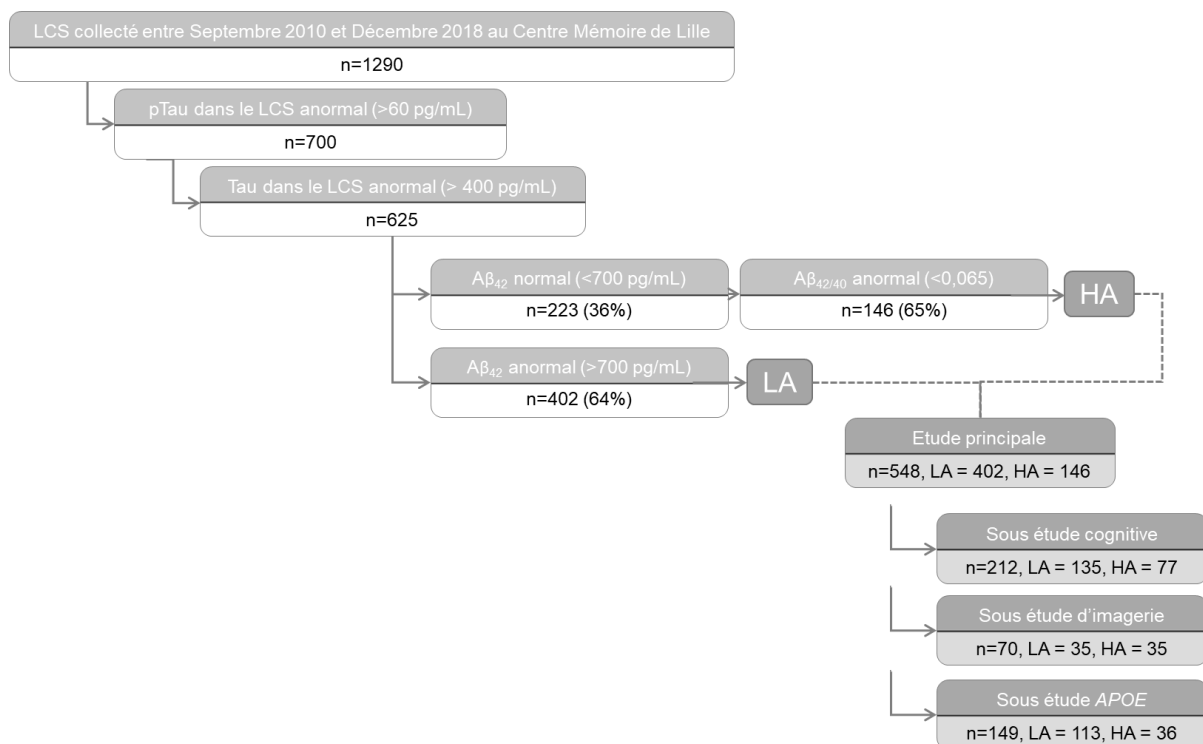 LCS collecté entre Septembre 2010 et Décembre 2018 au Centre Mémoire de Lille
n=1290
pTau dans le LCS anormal (>60 pg/mL)
n=700
Tau dans le LCS anormal (> 400 pg/mL)
n=625
Aβ₄₂ normal (<700 pg/mL)
n=223 (36%)
Aβ₄₂/₄₀ anormal (<0,065)
n=146 (65%)
HA
Aβ₄₂ anormal (>700 pg/mL)
n=402 (64%)
LA
Etude principale
n=548, LA = 402, HA = 146
Sous étude cognitive
n=212, LA = 135, HA = 77
Sous étude d’imagerie
n=70, LA = 35, HA = 35
Sous étude APOE
n=149, LA = 113, HA = 36